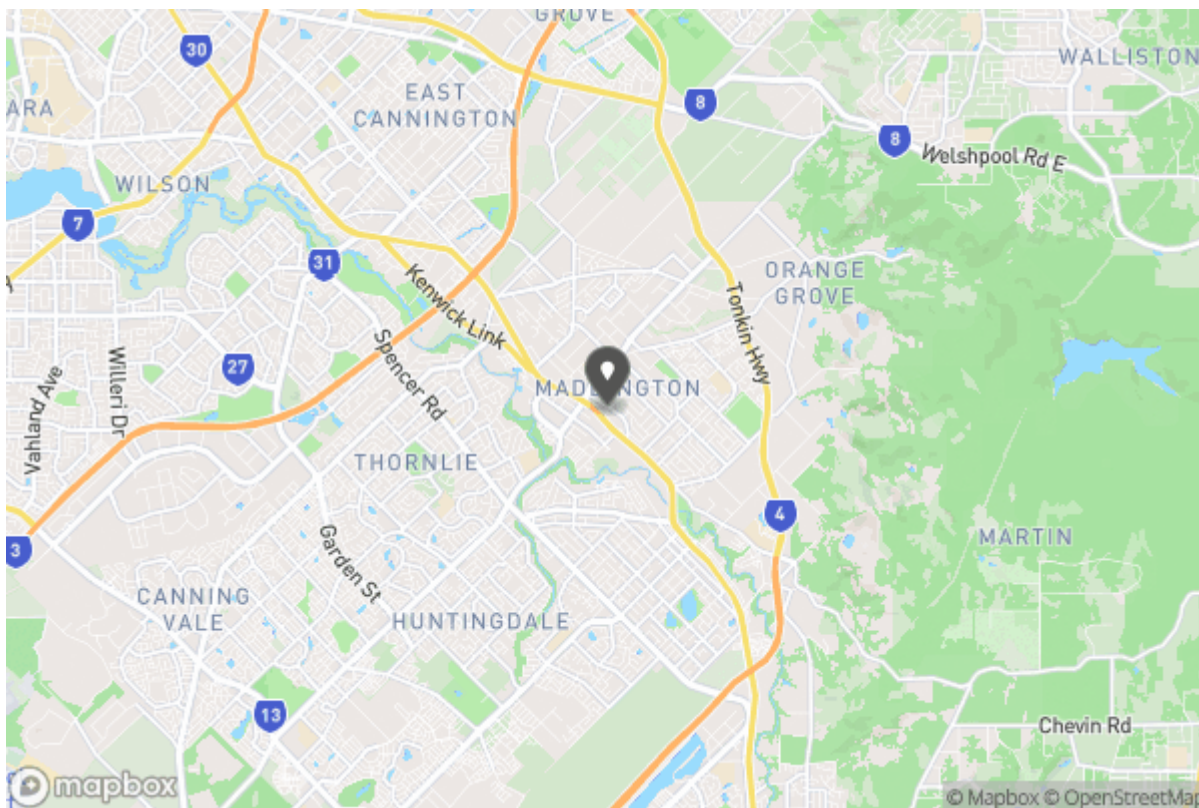 GROVE
30
WALLISTON
EAST
CANNINGTON
8
ARA
8
Welshpool Rd E
WILSON
7
31
ORANGE
GROVE
Kenwick Link
Tonkin Hwy
Spencer Rd
27
Willeri Dr
Vahland Ave
MADDINGTON
THORNLIE
4
MARTIN
3
Garden St
CANNING
VALE
HUNTINGDALE
13
Chevin Rd
mapbox
© Mapbox © OpenStreetMap